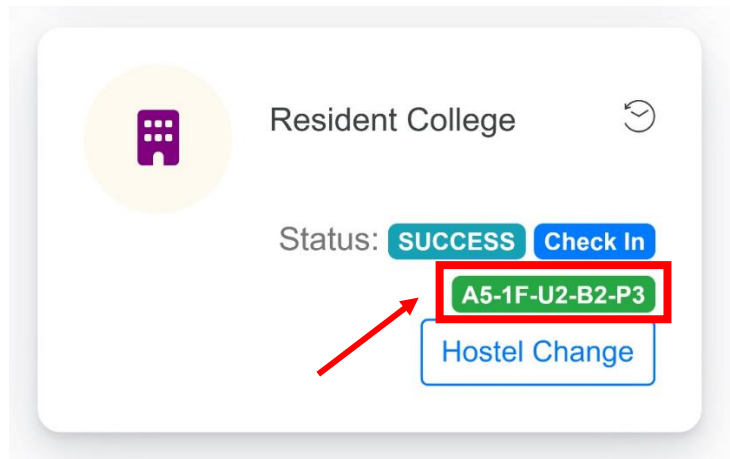 Resident College
Status: SUCCESS Check In
A5-1F-U2-B2-P3
Hostel Change